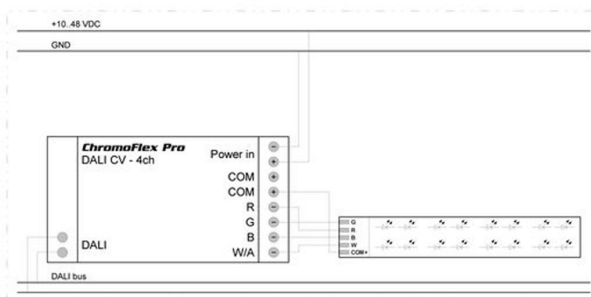 +10..48 VDC
GND
ChromoFlex Pro
DALI CV - 4ch
Power in
COM
COM
R
G
B
W/A
DALI
G
R
B
W
COM+
DALI bus